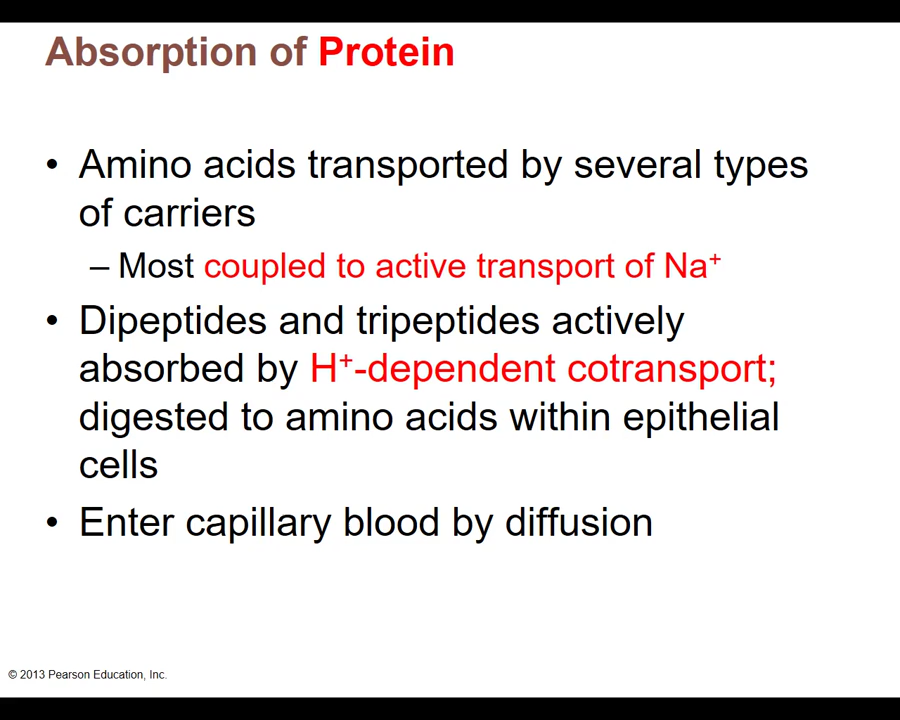 Absorption of Protein
• Amino acids transported by several types
of carriers
– Most coupled to active transport of Na⁺
• Dipeptides and tripeptides actively
absorbed by H⁺-dependent cotransport;
digested to amino acids within epithelial
cells
• Enter capillary blood by diffusion
© 2013 Pearson Education, Inc.